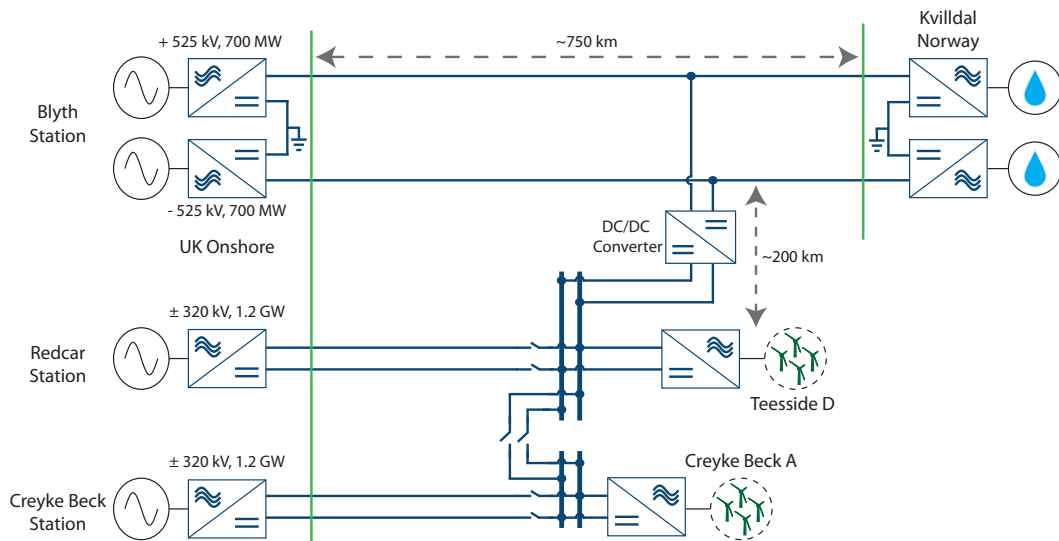 + 525 kV, 700 MW
~750 km
Kvilldal
Norway
Blyth
Station
- 525 kV, 700 MW
UK Onshore
DC/DC
Converter
~200 km
± 320 kV, 1.2 GW
Redcar
Station
Teesside D
± 320 kV, 1.2 GW
Creyke Beck A
Creyke Beck
Station